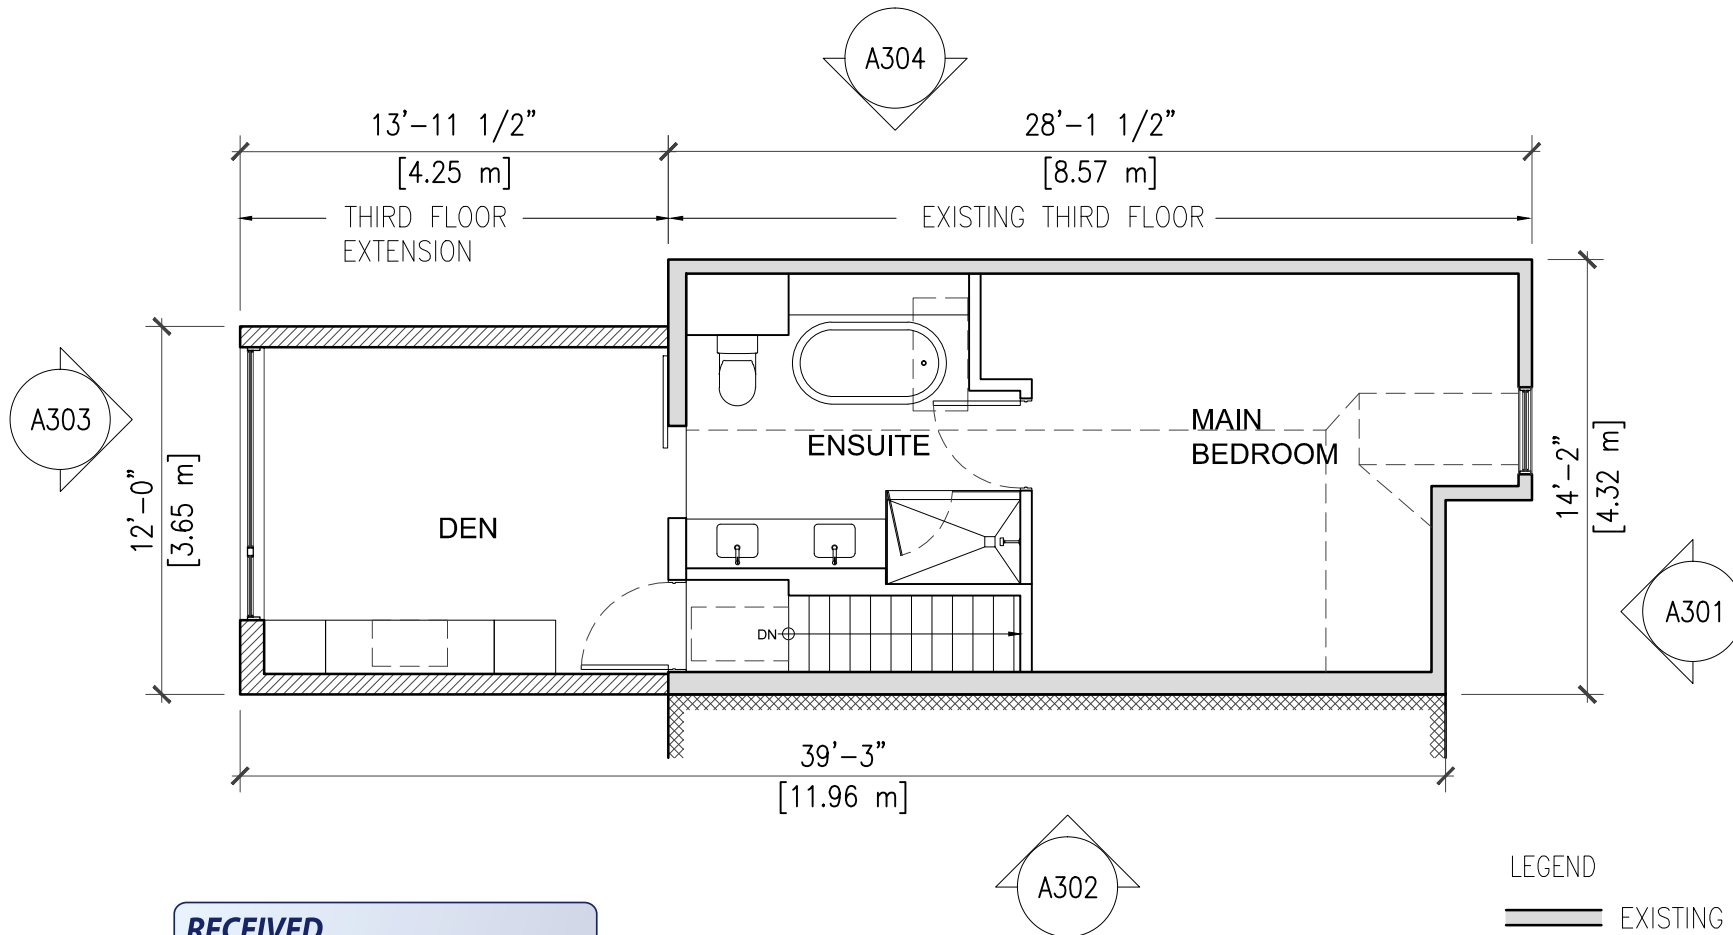 A304
13'-11 1/2"
28'-1 1/2"
[4.25 m]
[8.57 m]
THIRD FLOOR
EXTENSION
EXISTING THIRD FLOOR
A303
12'-0"
[3.65 m]
DEN
ENSUITE
MAIN
BEDROOM
14'-2"
[4.32 m]
DN
A301
39'-3"
[11.96 m]
A302
LEGEND
EXISTING
RECEIVED